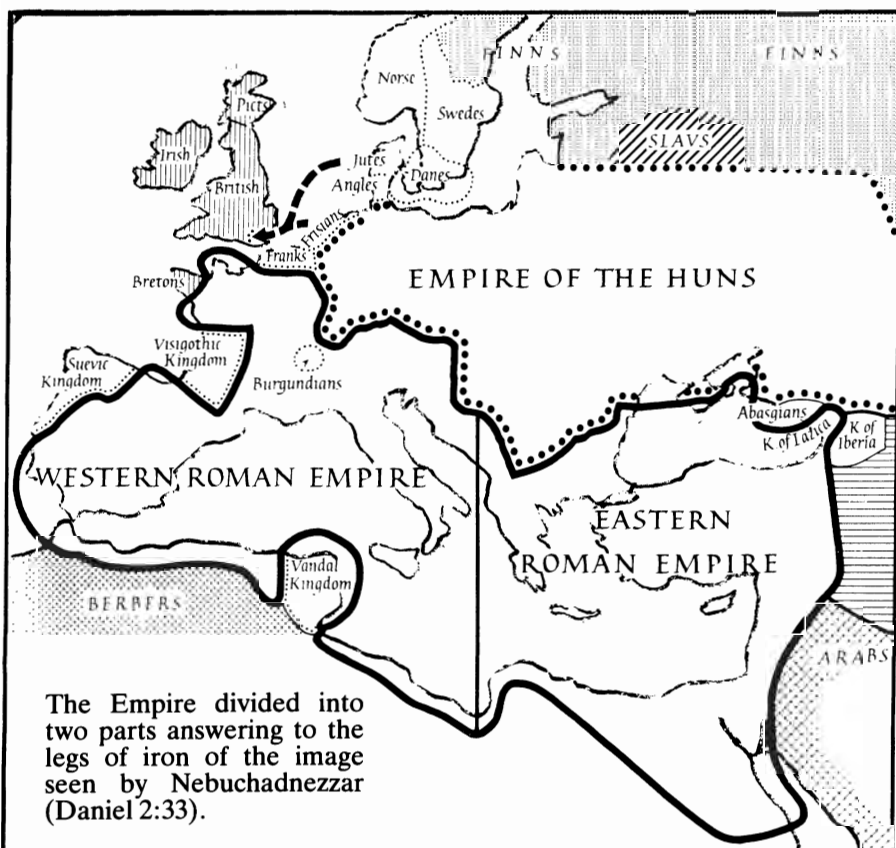 FINNS
FINNS
Norse
Picts
Swedes
SLAVS
Irish
Jutes
Danes
British
Angles
Frisians
Franks
EMPIRE OF THE HUNS
Bretons
Visigothic
Kingdom
Suevic
Kingdom
Burgundians
Abasgians
K of Latica
K of
Iberia
WESTERN ROMAN EMPIRE
EASTERN
ROMAN EMPIRE
Vandal
Kingdom
BERBERS
ARABS
The Empire divided into
two parts answering to the
legs of iron of the image
seen by Nebuchadnezzar
(Daniel 2:33).